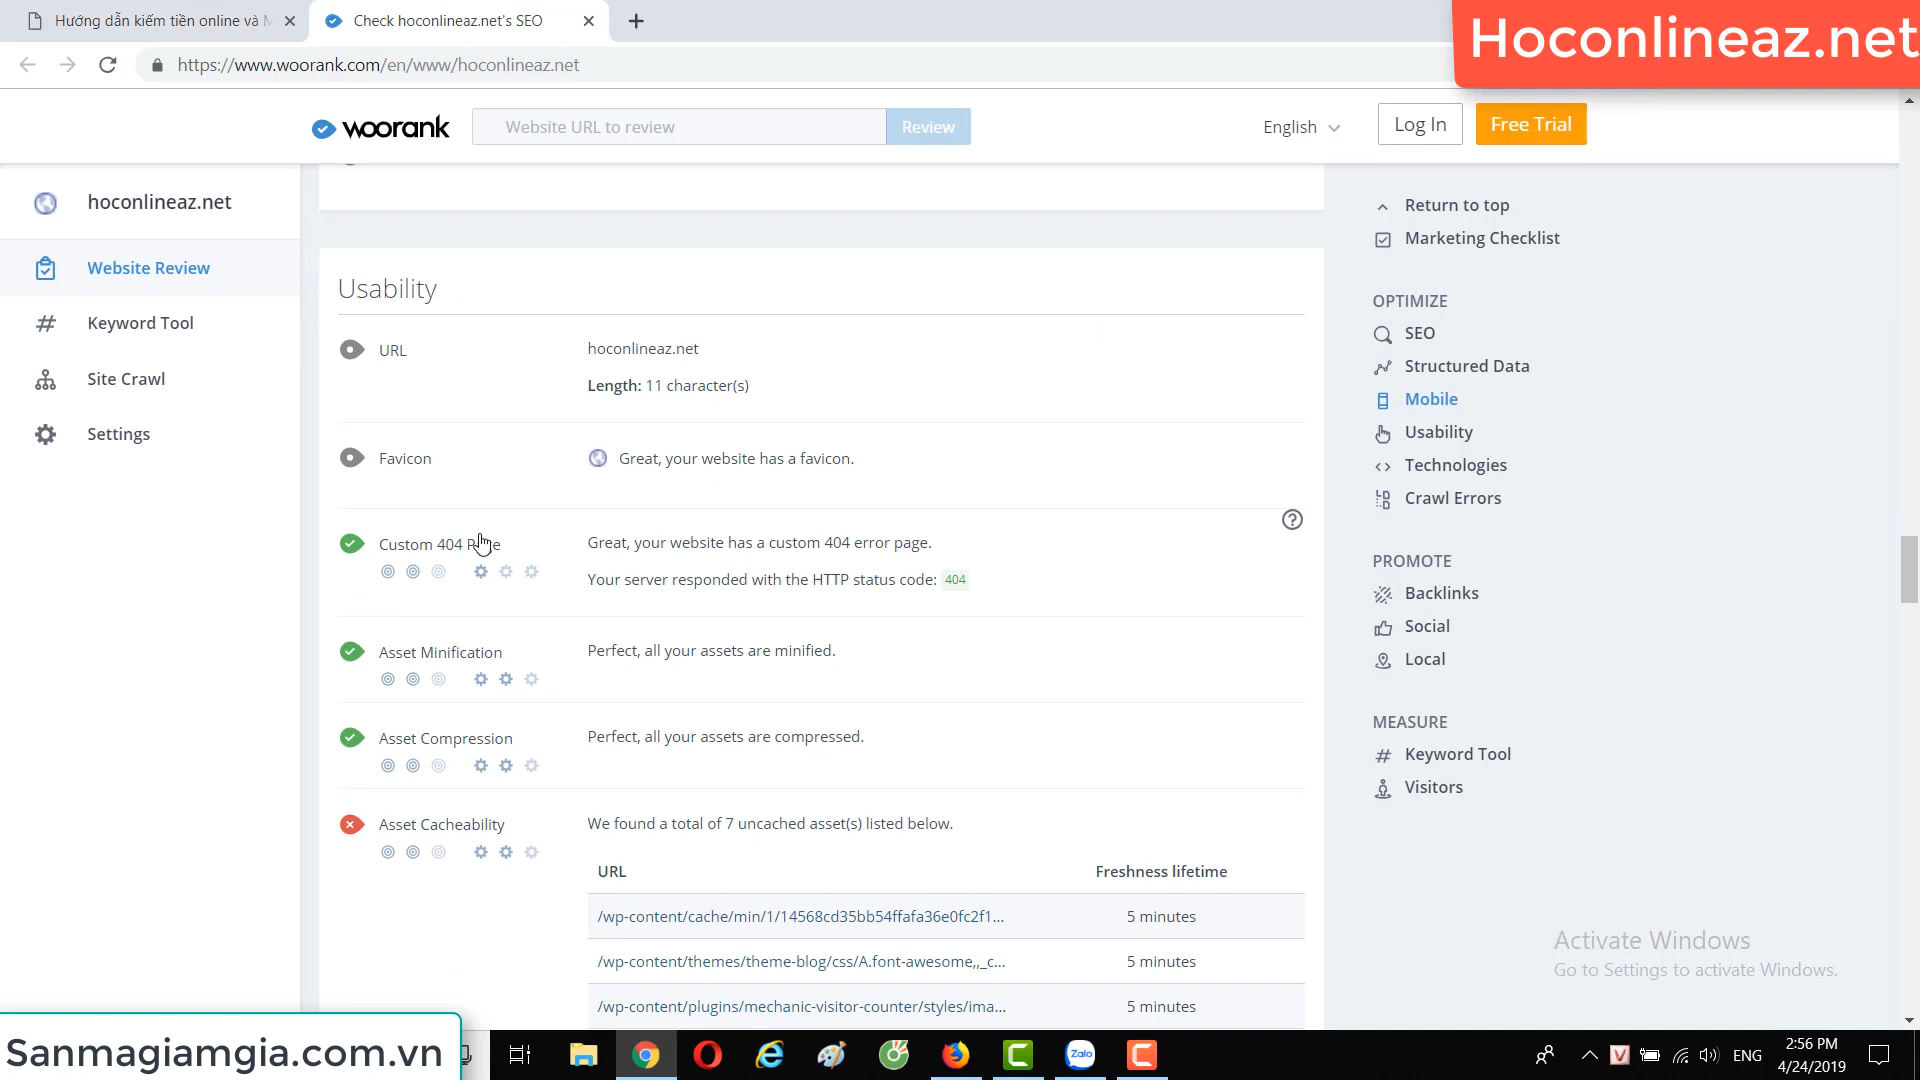 Hướng dẫn kiếm tiền online và M
Check hoconlineaz.net's SEO
Hoconlineaz.net
https://www.woorank.com/en/www/hoconlineaz.net
woorank
Website URL to review
Review
English
Log In
Free Trial
hoconlineaz.net
Website Review
Keyword Tool
Site Crawl
Settings
Usability
URL
hoconlineaz.net
Length: 11 character(s)
Favicon
Great, your website has a favicon.
Custom 404 Page
Great, your website has a custom 404 error page.
Your server responded with the HTTP status code: 404
Asset Minification
Perfect, all your assets are minified.
Asset Compression
Perfect, all your assets are compressed.
Asset Cacheability
We found a total of 7 uncached asset(s) listed below.
URL
Freshness lifetime
/wp-content/cache/min/1/14568cd35bb54ffafa36e0fc2f1...
5 minutes
/wp-content/themes/theme-blog/css/A.font-awesome,,_c...
5 minutes
/wp-content/plugins/mechanic-visitor-counter/styles/ima...
5 minutes
Return to top
Marketing Checklist
OPTIMIZE
SEO
Structured Data
Mobile
Usability
Technologies
Crawl Errors
PROMOTE
Backlinks
Social
Local
MEASURE
Keyword Tool
Visitors
Activate Windows
Go to Settings to activate Windows.
Sanmagiamgia.com.vn
Zalo
ENG
2:56 PM
4/24/2019